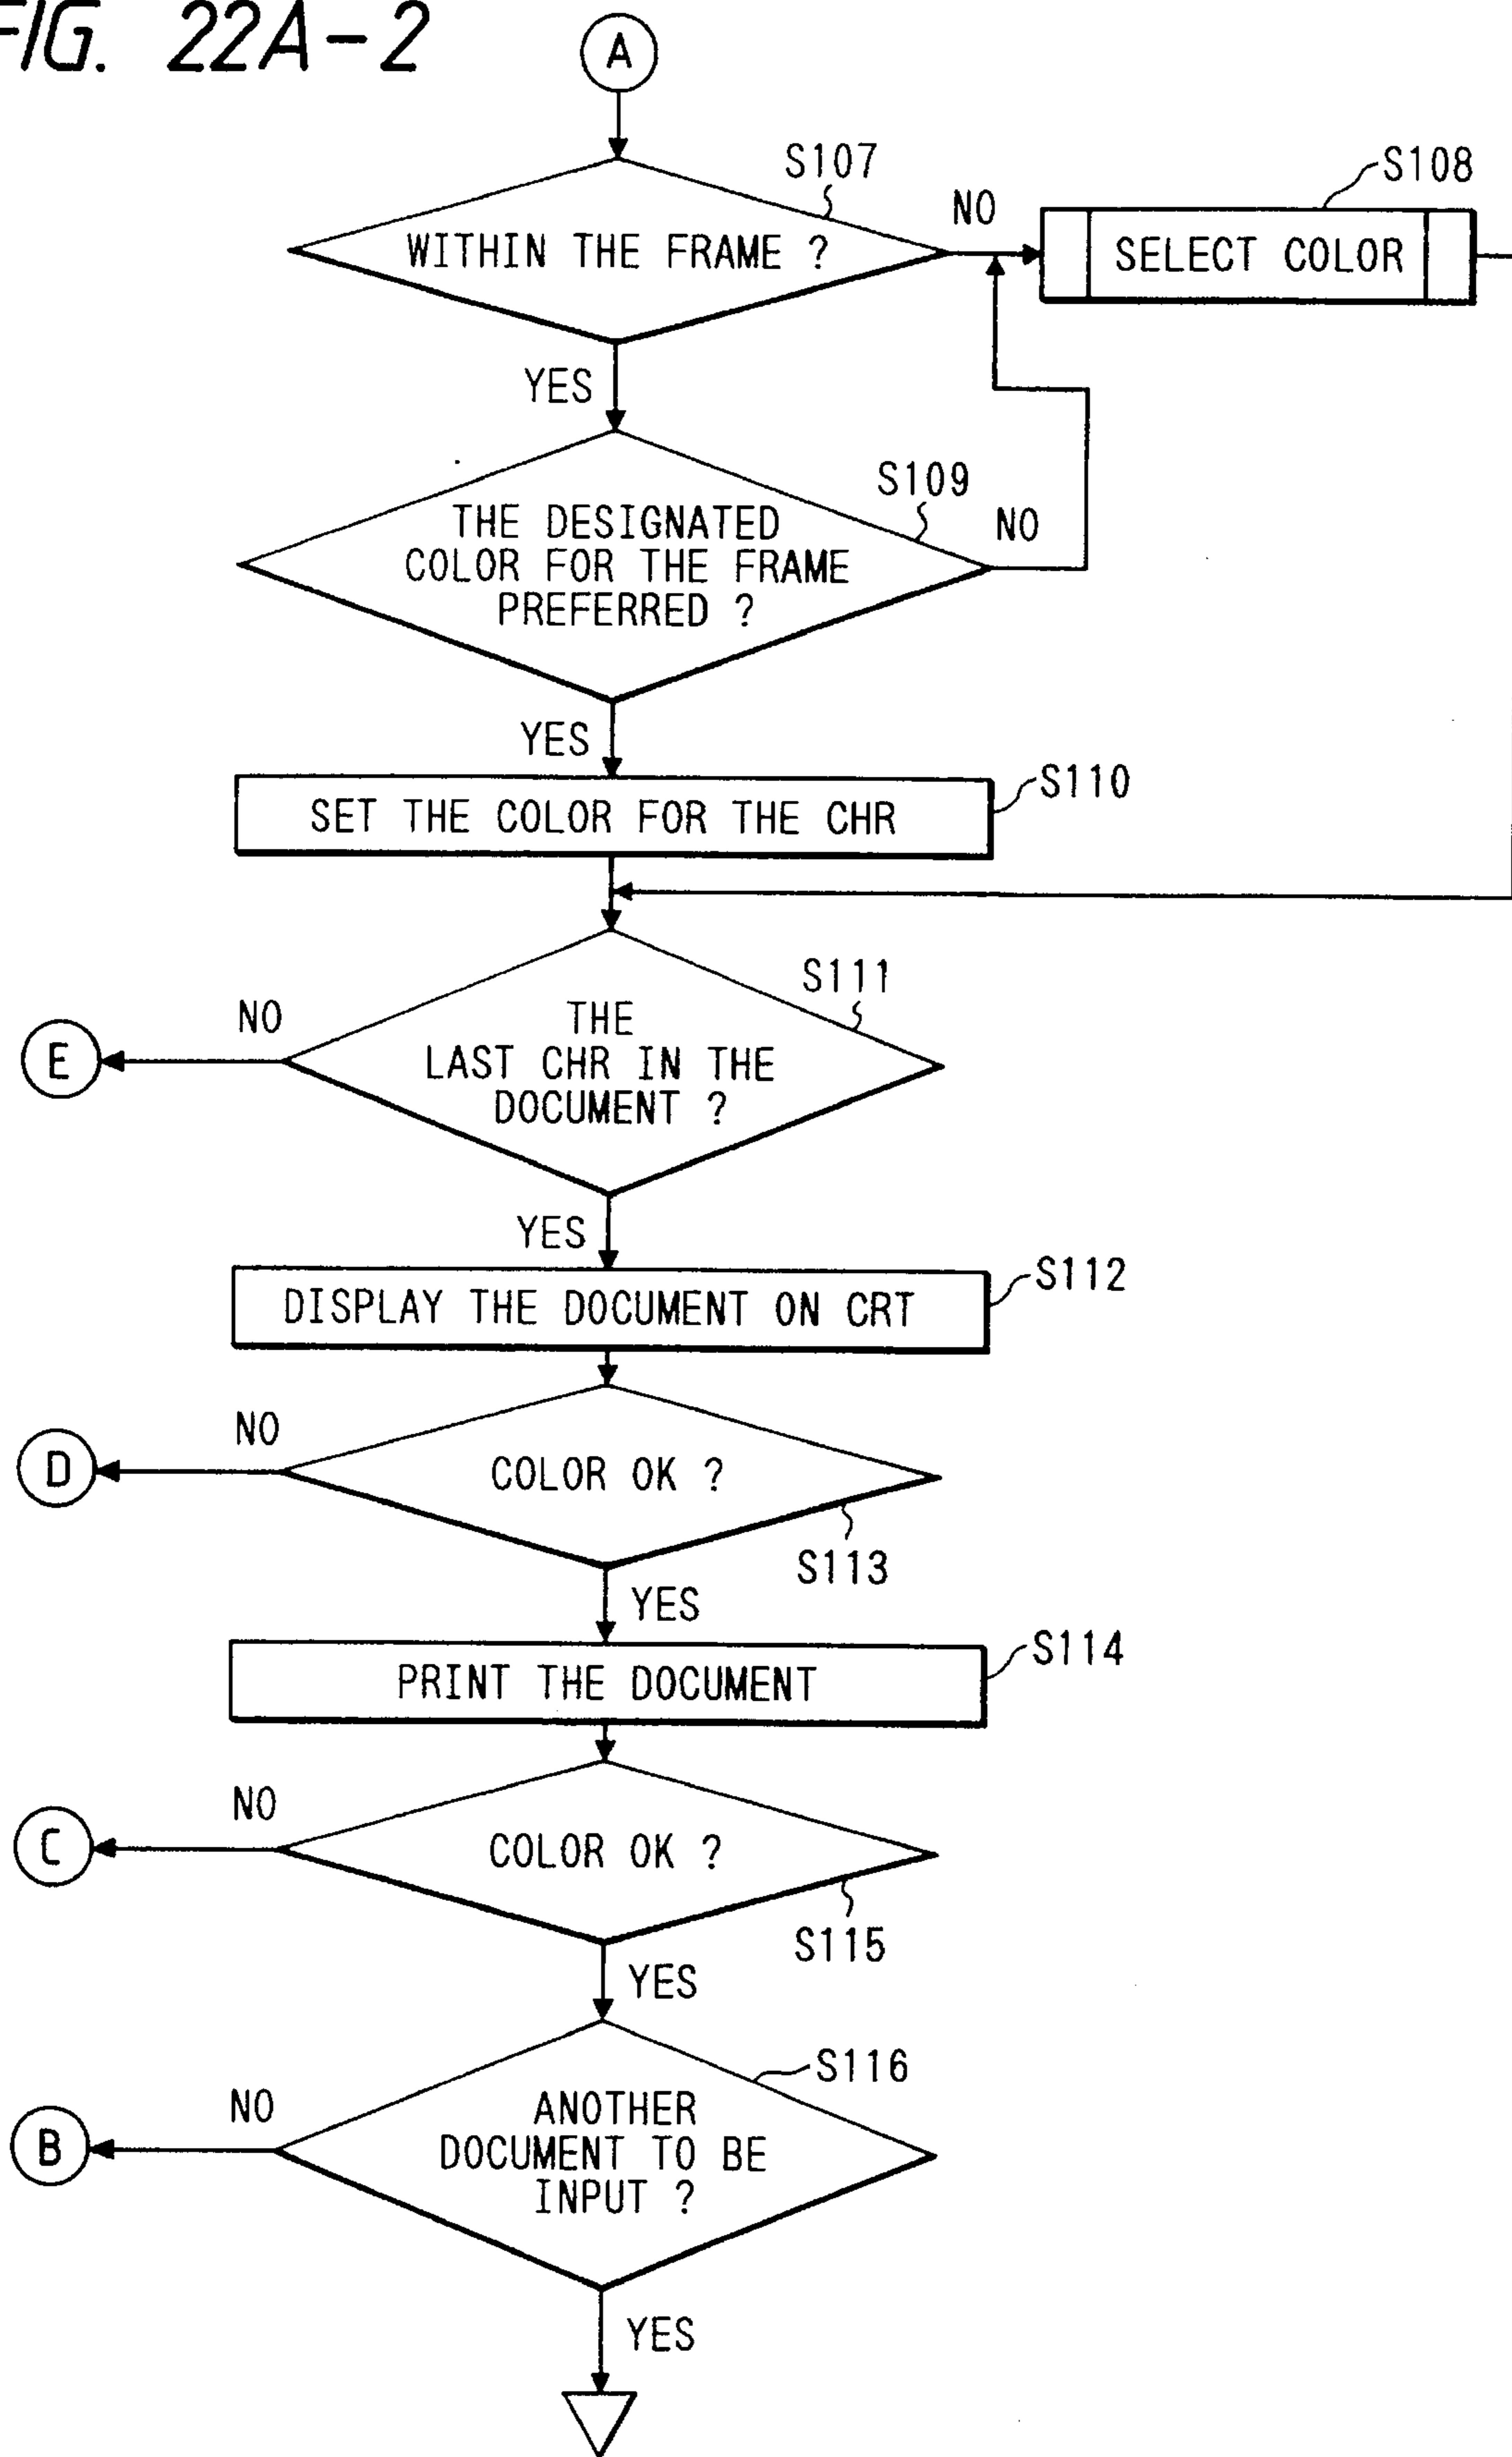 FIG. 22A-2
A
S107
WITHIN THE FRAME ?
NO
S108
SELECT COLOR
YES
S109
THE DESIGNATED
COLOR FOR THE FRAME
PREFERRED ?
NO
YES
SET THE COLOR FOR THE CHR
S110
S111
THE
LAST CHR IN THE
DOCUMENT ?
NO
E
YES
DISPLAY THE DOCUMENT ON CRT
S112
NO
D
COLOR OK ?
S113
YES
PRINT THE DOCUMENT
S114
NO
C
COLOR OK ?
S115
YES
S116
ANOTHER
DOCUMENT TO BE
INPUT ?
NO
B
YES